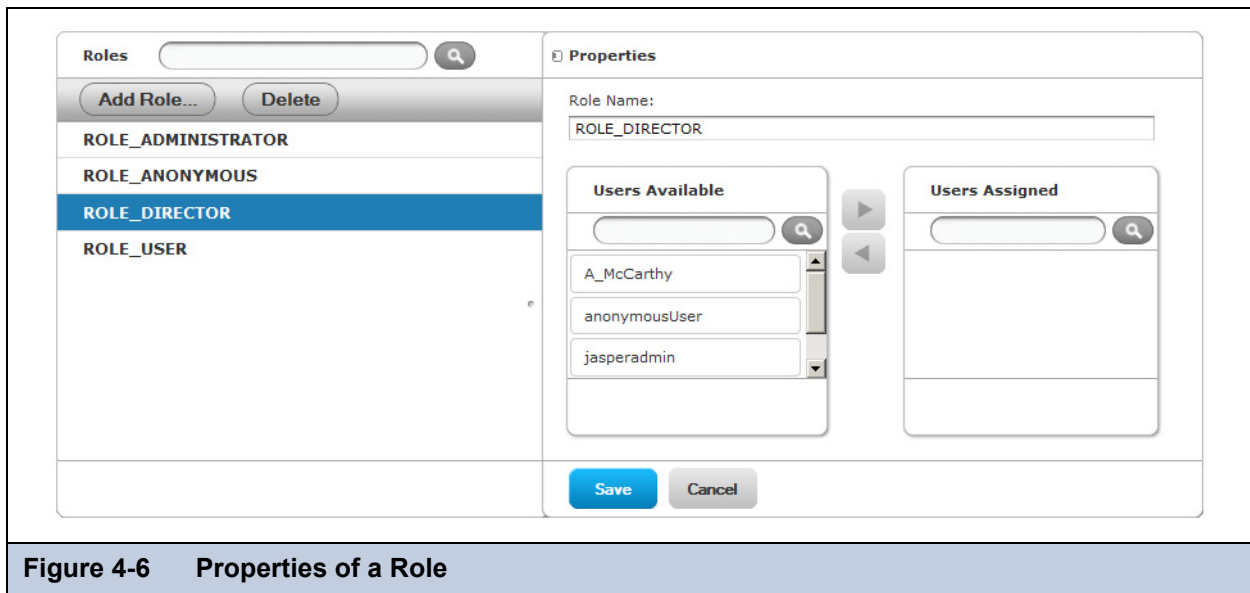 Roles
Add Role...
Delete
ROLE_ADMINISTRATOR
ROLE_ANONYMOUS
ROLE_DIRECTOR
ROLE_USER
Properties
Role Name:
ROLE_DIRECTOR
Users Available
A_McCarthy
anonymousUser
jasperadmin
Users Assigned
Save
Cancel
Figure 4-6 Properties of a Role